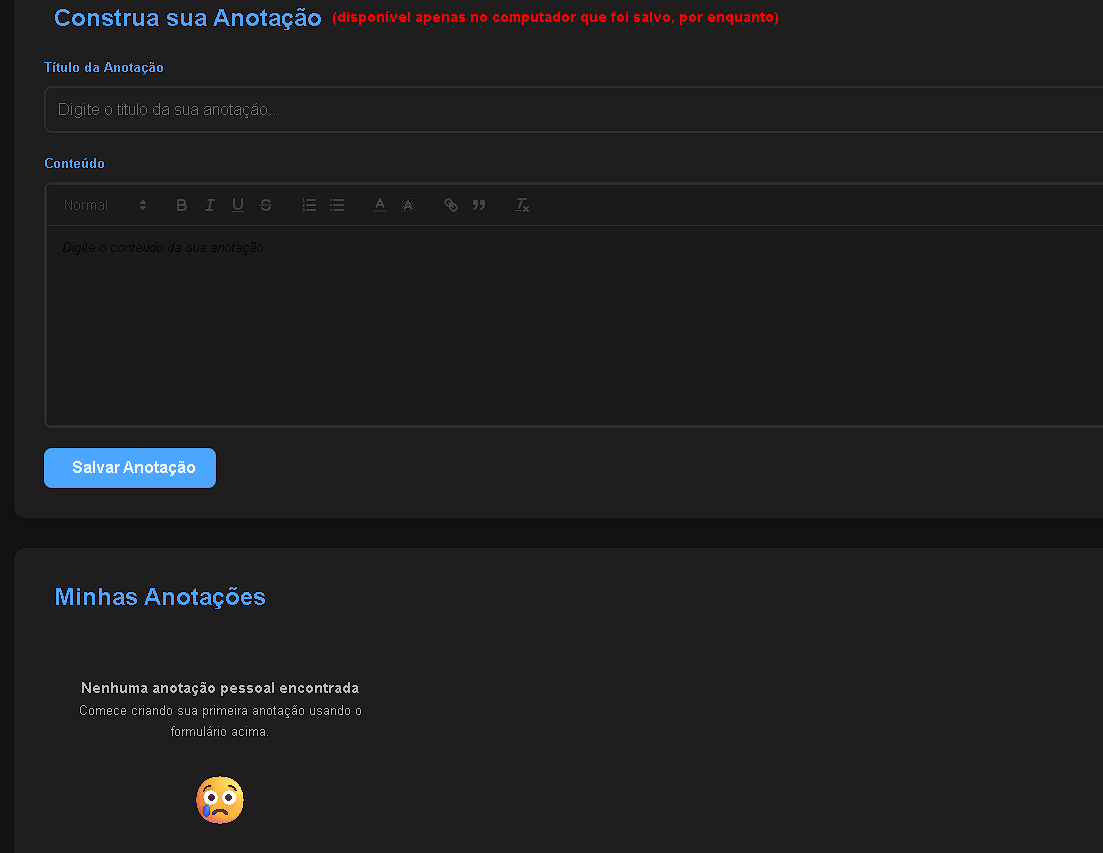 Construa sua Anotação (disponível apenas no computador que foi salvo, por enquanto)
Título da Anotação
Digite o título da sua anotação...
Conteúdo
Normal
Digite o conteúdo da sua anotação...
Salvar Anotação
Minhas Anotações
Nenhuma anotação pessoal encontrada
Comece criando sua primeira anotação usando o
formulário acima.